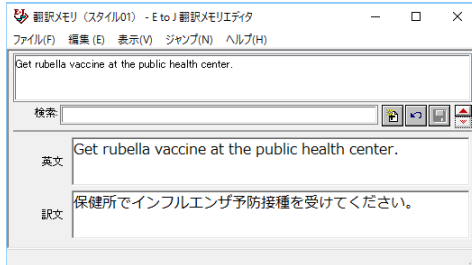 翻訳メモリ（スタイル01） - E to J 翻訳メモリエディタ
ファイル(F) 編集(E) 表示(V) ジャンプ(N) ヘルプ(H)
Get rubella vaccine at the public health center.
検索
英文
Get rubella vaccine at the public health center.
訳文
保健所でインフルエンザ予防接種を受けてください。